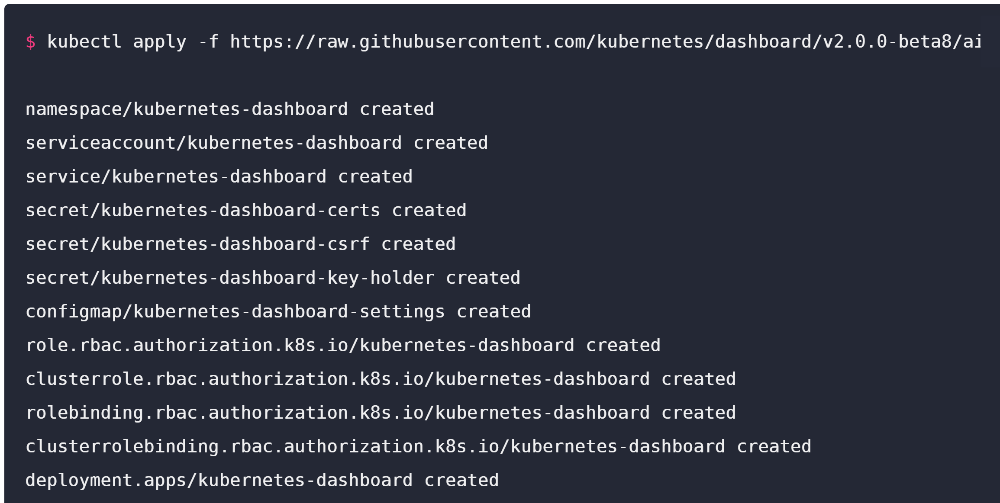 $ kubectl apply -f https://raw.githubusercontent.com/kubernetes/dashboard/v2.0.0-beta8/ai
namespace/kubernetes-dashboard created
serviceaccount/kubernetes-dashboard created
service/kubernetes-dashboard created
secret/kubernetes-dashboard-certs created
secret/kubernetes-dashboard-csrf created
secret/kubernetes-dashboard-key-holder created
configmap/kubernetes-dashboard-settings created
role.rbac.authorization.k8s.io/kubernetes-dashboard created
clusterrole.rbac.authorization.k8s.io/kubernetes-dashboard created
rolebinding.rbac.authorization.k8s.io/kubernetes-dashboard created
clusterrolebinding.rbac.authorization.k8s.io/kubernetes-dashboard created
deployment.apps/kubernetes-dashboard created